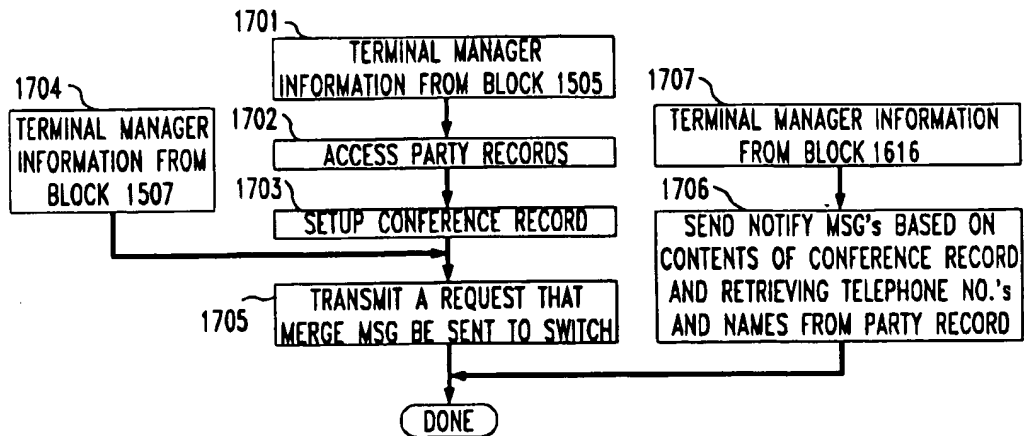 1701
TERMINAL MANAGER
INFORMATION FROM BLOCK 1505
1704
TERMINAL MANAGER
INFORMATION FROM
BLOCK 1507
1702
ACCESS PARTY RECORDS
1703
SETUP CONFERENCE RECORD
1705
TRANSMIT A REQUEST THAT
MERGE MSG BE SENT TO SWITCH
1707
TERMINAL MANAGER INFORMATION
FROM BLOCK 1616
1706
SEND NOTIFY MSG's BASED ON
CONTENTS OF CONFERENCE RECORD
AND RETRIEVING TELEPHONE NO.'s
AND NAMES FROM PARTY RECORD
DONE